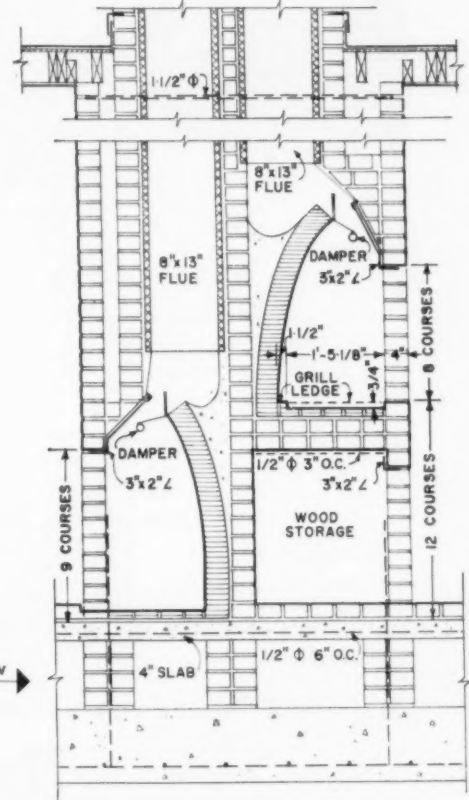 1-1/2" Φ
8"x13"
FLUE
8"x13"
FLUE
DAMPER
3"x2"∠
1-1/2"
1'-5-1/8"
4"
3/4"
GRILL
LEDGE
8 COURSES
DAMPER
3"x2"∠
1/2" Φ 3" O.C.
3"x2"∠
WOOD
STORAGE
9 COURSES
12 COURSES
4" SLAB
1/2" Φ 6" O.C.